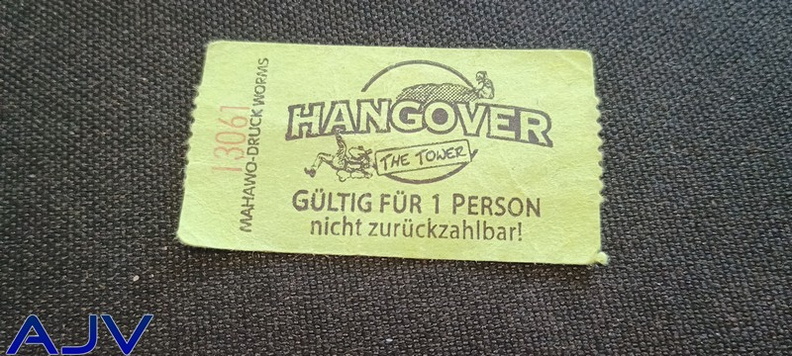 HANGOVER
THE TOWER
GÜLTIG FÜR 1 PERSON
nicht zurückzahlbar!
13061
MAHAWO-DRUCK WORMS
AJV